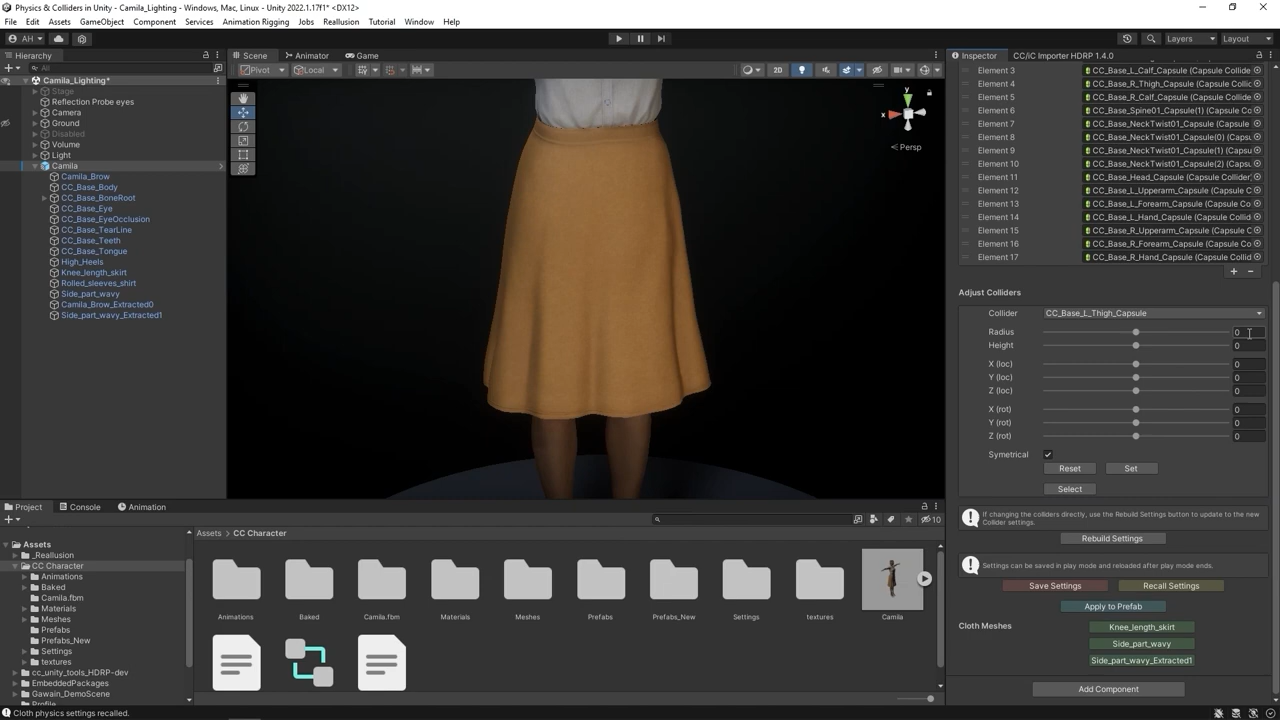 Physics & Colliders in Unity - Camila_Lighting - Windows, Mac, Linux - Unity 2022.1.17f1* <DX12>
File Edit Assets GameObject Component Services Animation Rigging Jobs Reallusion Tutorial Window Help
AH
Layers Layout
Hierarchy
All
Camila_Lighting*
Stage
Reflection Probe eyes
Camera
Ground
Disabled
Volume
Light
Camila
Camila_Brow
CC_Base_Body
CC_Base_BoneRoot
CC_Base_Eye
CC_Base_EyeOcclusion
CC_Base_TearLine
CC_Base_Teeth
CC_Base_Tongue
High_Heels
Knee_length_skirt
Rolled_sleeves_shirt
Side_part_wavy
Camila_Brow_Extracted0
Side_part_wavy_Extracted1
Scene Animator Game
Pivot Local 2D
y
x
Persp
Inspector CC/iC Importer HDRP 1.4.0
Element 3 CC_Base_L_Calf_Capsule (Capsule Collide
Element 4 CC_Base_R_Thigh_Capsule (Capsule Collid
Element 5 CC_Base_R_Calf_Capsule (Capsule Collide
Element 6 CC_Base_Spine01_Capsule(1) (Capsule Co
Element 7 CC_Base_NeckTwist01_Capsule (Capsule
Element 8 CC_Base_NeckTwist01_Capsule(0) (Capsu
Element 9 CC_Base_NeckTwist01_Capsule(1) (Capsu
Element 10 CC_Base_NeckTwist01_Capsule(2) (Capsu
Element 11 CC_Base_Head_Capsule (Capsule Collider)
Element 12 CC_Base_L_Upperarm_Capsule (Capsule C
Element 13 CC_Base_L_Forearm_Capsule (Capsule Co
Element 14 CC_Base_L_Hand_Capsule (Capsule Collid
Element 15 CC_Base_R_Upperarm_Capsule (Capsule C
Element 16 CC_Base_R_Forearm_Capsule (Capsule Co
Element 17 CC_Base_R_Hand_Capsule (Capsule Collid
Adjust Colliders
Collider CC_Base_L_Thigh_Capsule
Radius 0
Height 0
X (loc) 0
Y (loc) 0
Z (loc) 0
X (rot) 0
Y (rot) 0
Z (rot) 0
Symetrical
Reset Set
Select
If changing the colliders directly, use the Rebuild Settings button to update to the new
Collider settings.
Rebuild Settings
Settings can be saved in play mode and reloaded after play mode ends.
Save Settings Recall Settings
Apply to Prefab
Cloth Meshes Knee_length_skirt
Side_part_wavy
Side_part_wavy_Extracted1
Add Component
Project Console Animation
10
Assets
_Reallusion
CC Character
Animations
Baked
Camila.fbm
Materials
Meshes
Prefabs
Prefabs_New
Settings
textures
cc_unity_tools_HDRP-dev
EmbeddedPackages
Gawain_DemoScene
Assets > CC Character
Animations Baked Camila.fbm Materials Meshes Prefabs Prefabs_New Settings textures Camila
Cloth physics settings recalled.